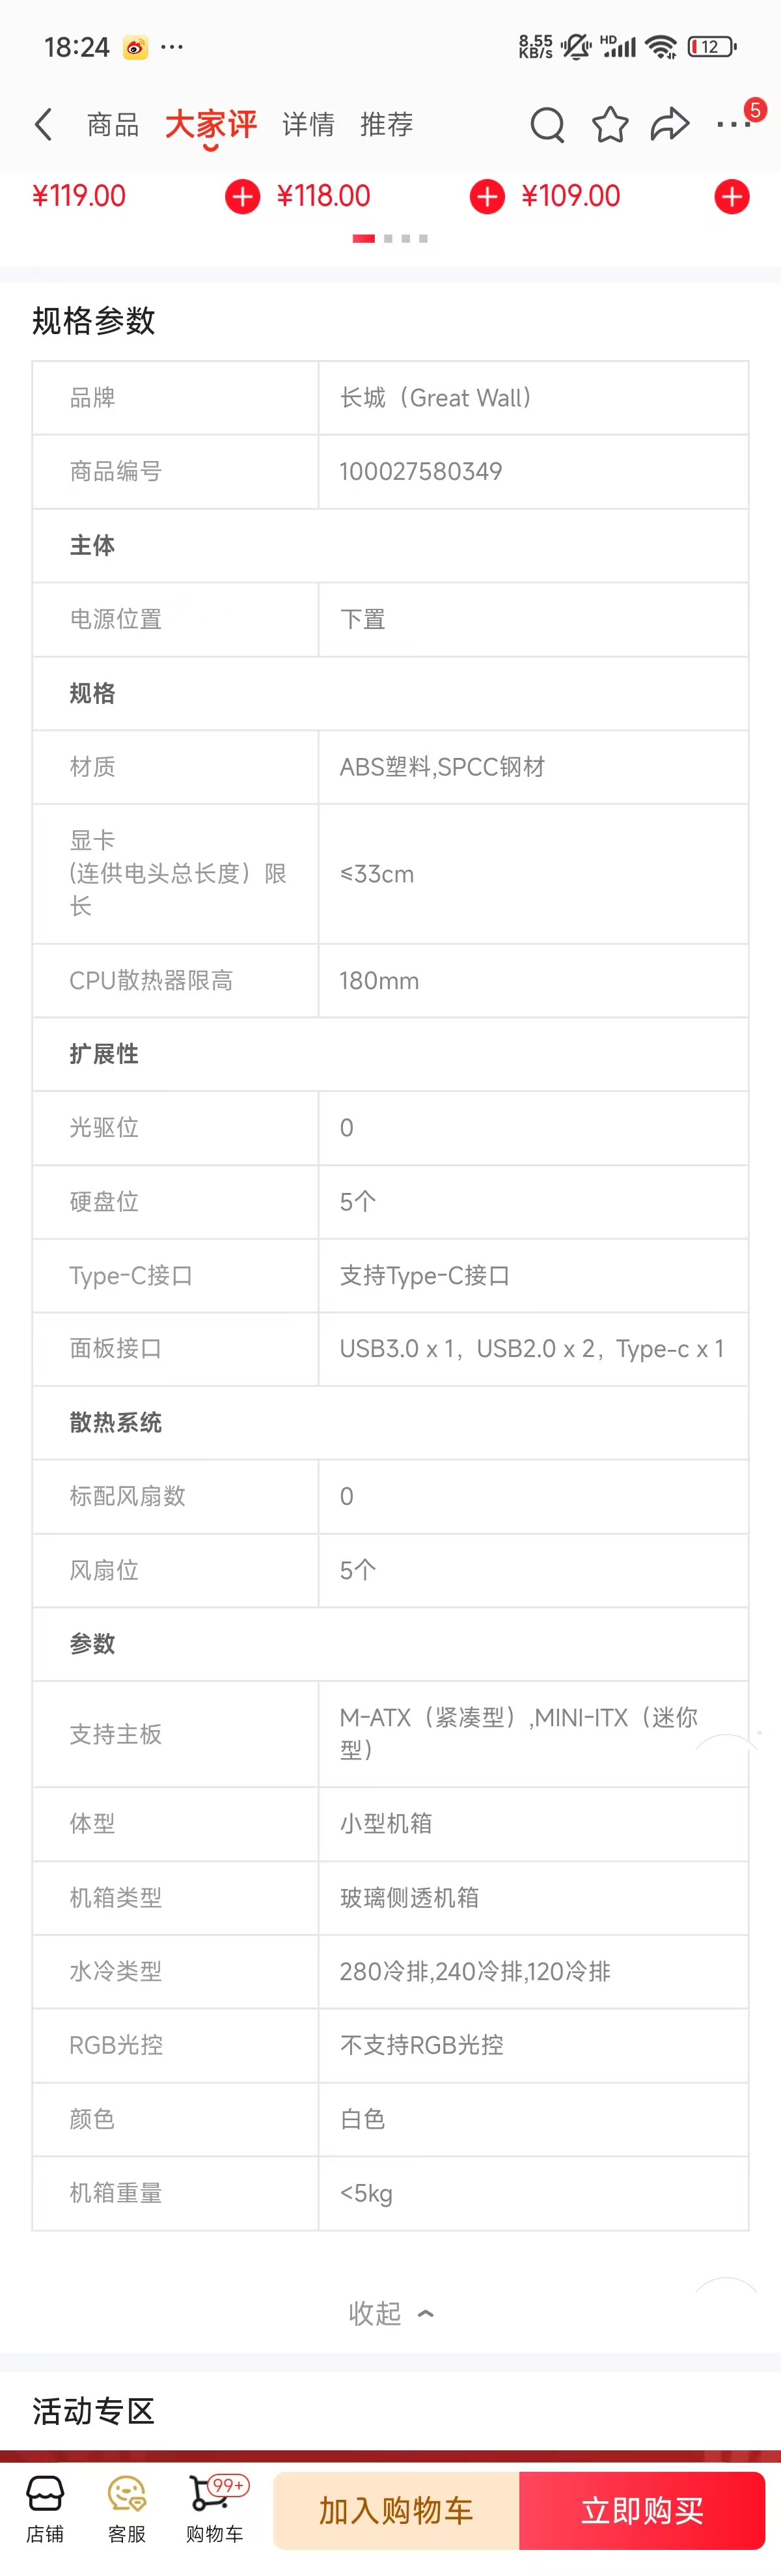 18:24 ··· 8.55 KB/s HD 12
商品 大家评 详情 推荐 5
¥119.00 ¥118.00 ¥109.00
规格参数
品牌 长城（Great Wall）
商品编号 100027580349
主体
电源位置 下置
规格
材质 ABS塑料,SPCC钢材
显卡
(连供电头总长度）限 ≤33cm
长
CPU散热器限高 180mm
扩展性
光驱位 0
硬盘位 5个
Type-C接口 支持Type-C接口
面板接口 USB3.0 x 1，USB2.0 x 2，Type-c x 1
散热系统
标配风扇数 0
风扇位 5个
参数
支持主板 M-ATX（紧凑型）,MINI-ITX（迷你
型）
体型 小型机箱
机箱类型 玻璃侧透机箱
水冷类型 280冷排,240冷排,120冷排
RGB光控 不支持RGB光控
颜色 白色
机箱重量 <5kg
收起
活动专区
99+
店铺 客服 购物车 加入购物车 立即购买